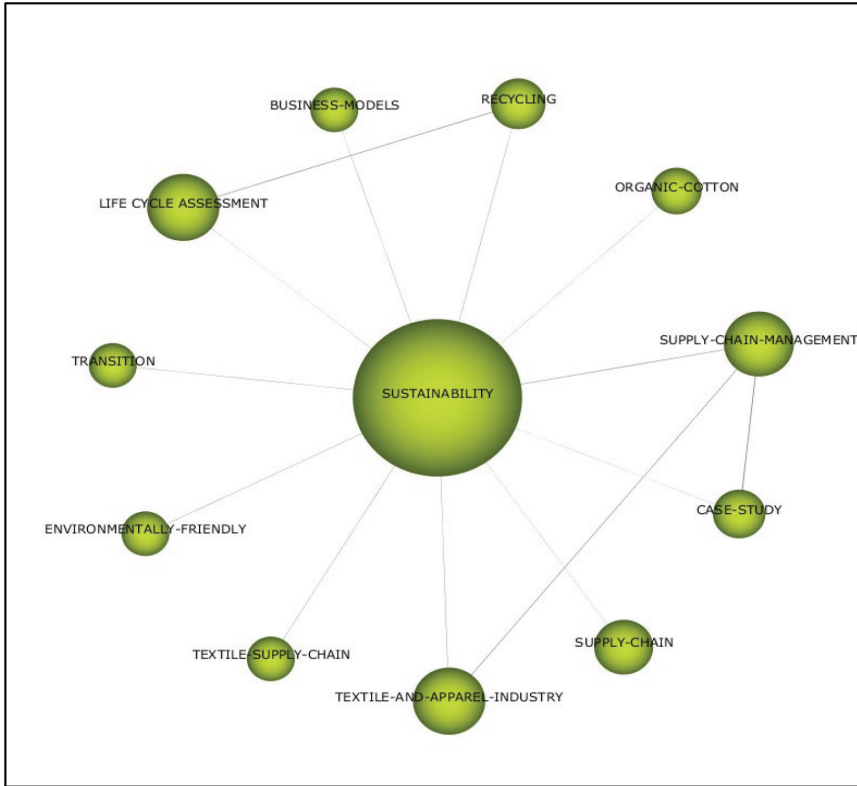 BUSINESS-MODELS
RECYCLING
LIFE CYCLE ASSESSMENT
ORGANIC-COTTON
SUPPLY-CHAIN-MANAGEMENT
TRANSITION
SUSTAINABILITY
CASE-STUDY
ENVIRONMENTALLY-FRIENDLY
SUPPLY-CHAIN
TEXTILE-SUPPLY-CHAIN
TEXTILE-AND-APPAREL-INDUSTRY